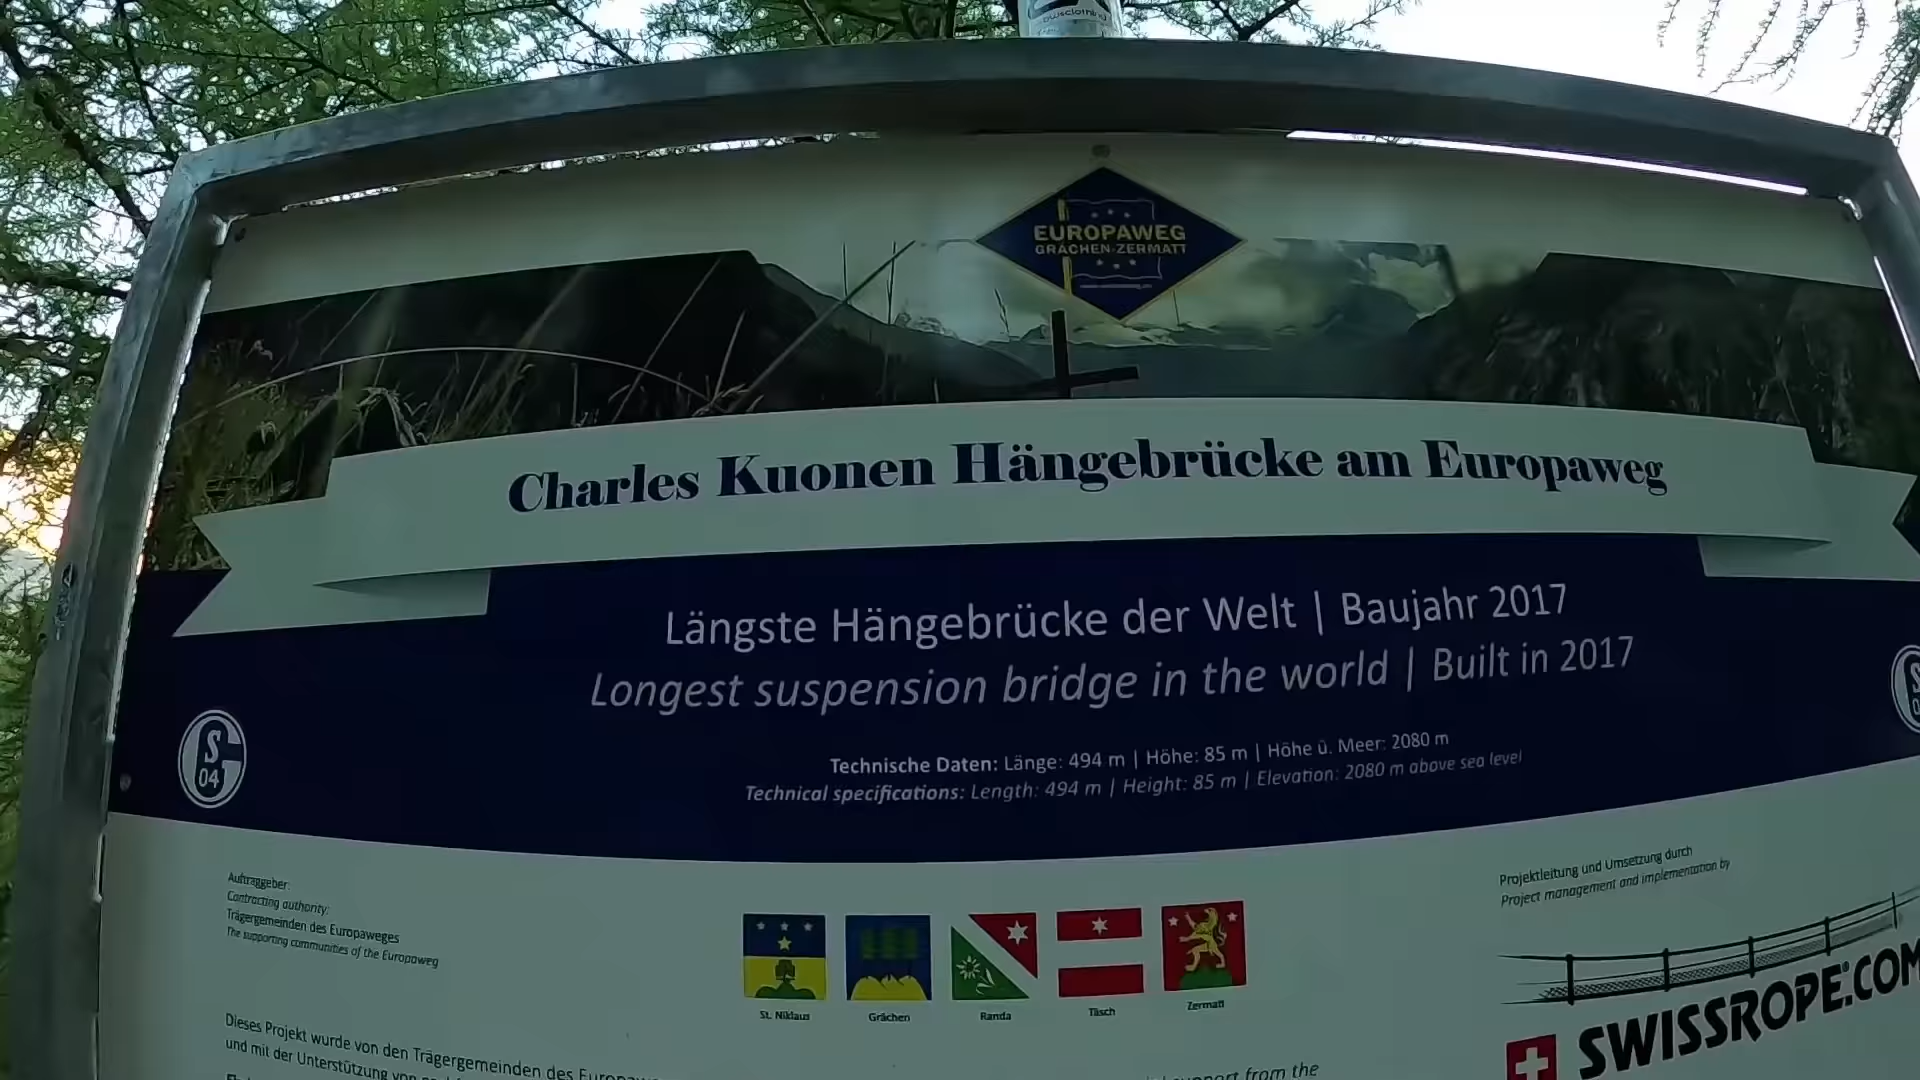 EUROPAWEG
GRÄCHEN-ZERMATT
Charles Kuonen Hängebrücke am Europaweg
Längste Hängebrücke der Welt | Baujahr 2017
Longest suspension bridge in the world | Built in 2017
Technische Daten: Länge: 494 m | Höhe: 85 m | Höhe ü. Meer: 2080 m
Technical specifications: Length: 494 m | Height: 85 m | Elevation: 2080 m above sea level
S
04
Auftraggeber:
Contracting authority:
Trägergemeinden des Europaweges
The supporting communities of the Europaweg
St. Niklaus
Grächen
Randa
Täsch
Zermatt
Projektleitung und Umsetzung durch
Project management and implementation by
SWISSROPE.COM
Dieses Projekt wurde von den Trägergemeinden des
und mit der Unterstützung von
support from the